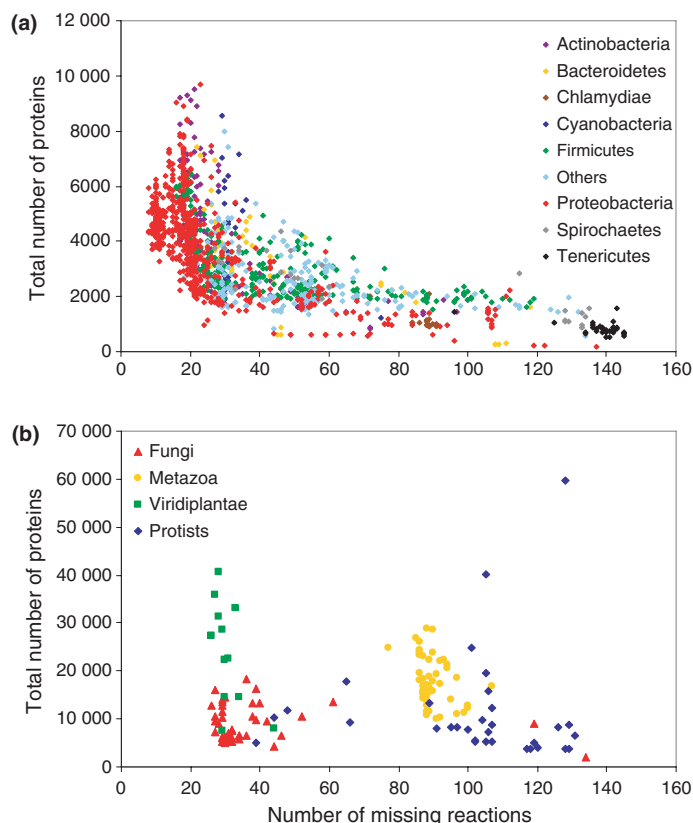 (a)
12 000
10 000
8000
6000
4000
2000
0
Total number of proteins
Actinobacteria
Bacteroidetes
Chlamydiae
Cyanobacteria
Firmicutes
Others
Proteobacteria
Spirochaetes
Tenericutes
0 20 40 60 80 100 120 140 160
(b)
70 000
60 000
50 000
40 000
30 000
20 000
10 000
0
Total number of proteins
Fungi
Metazoa
Viridiplantae
Protists
0 20 40 60 80 100 120 140 160
Number of missing reactions